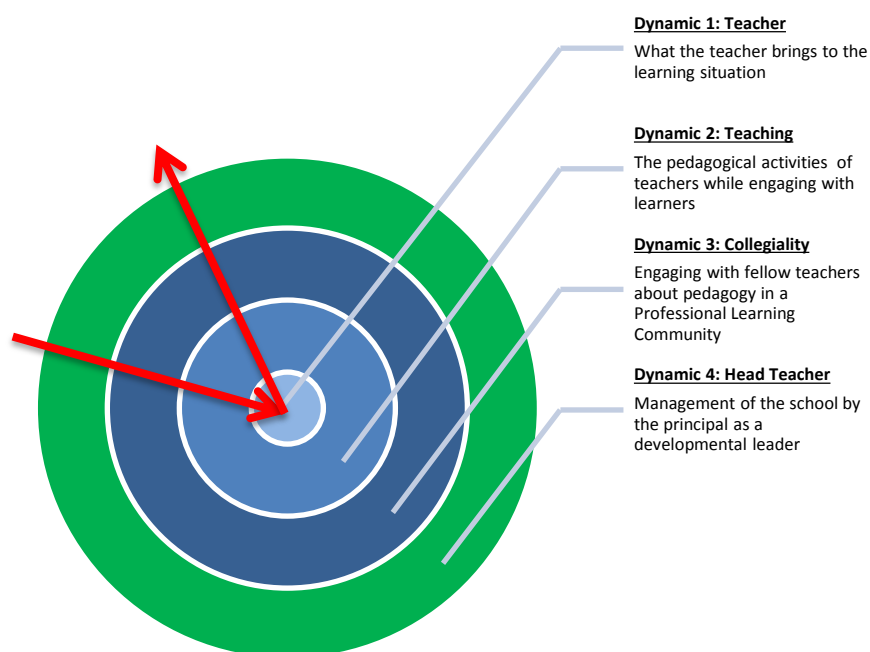 Dynamic 1: Teacher
What the teacher brings to the
learning situation
Dynamic 2: Teaching
The pedagogical activities  of
teachers while engaging with
learners
Dynamic 3: Collegiality
Engaging with fellow teachers
about pedagogy in a
Professional Learning
Community
Dynamic 4: Head Teacher
Management of the school by
the principal as a
developmental leader